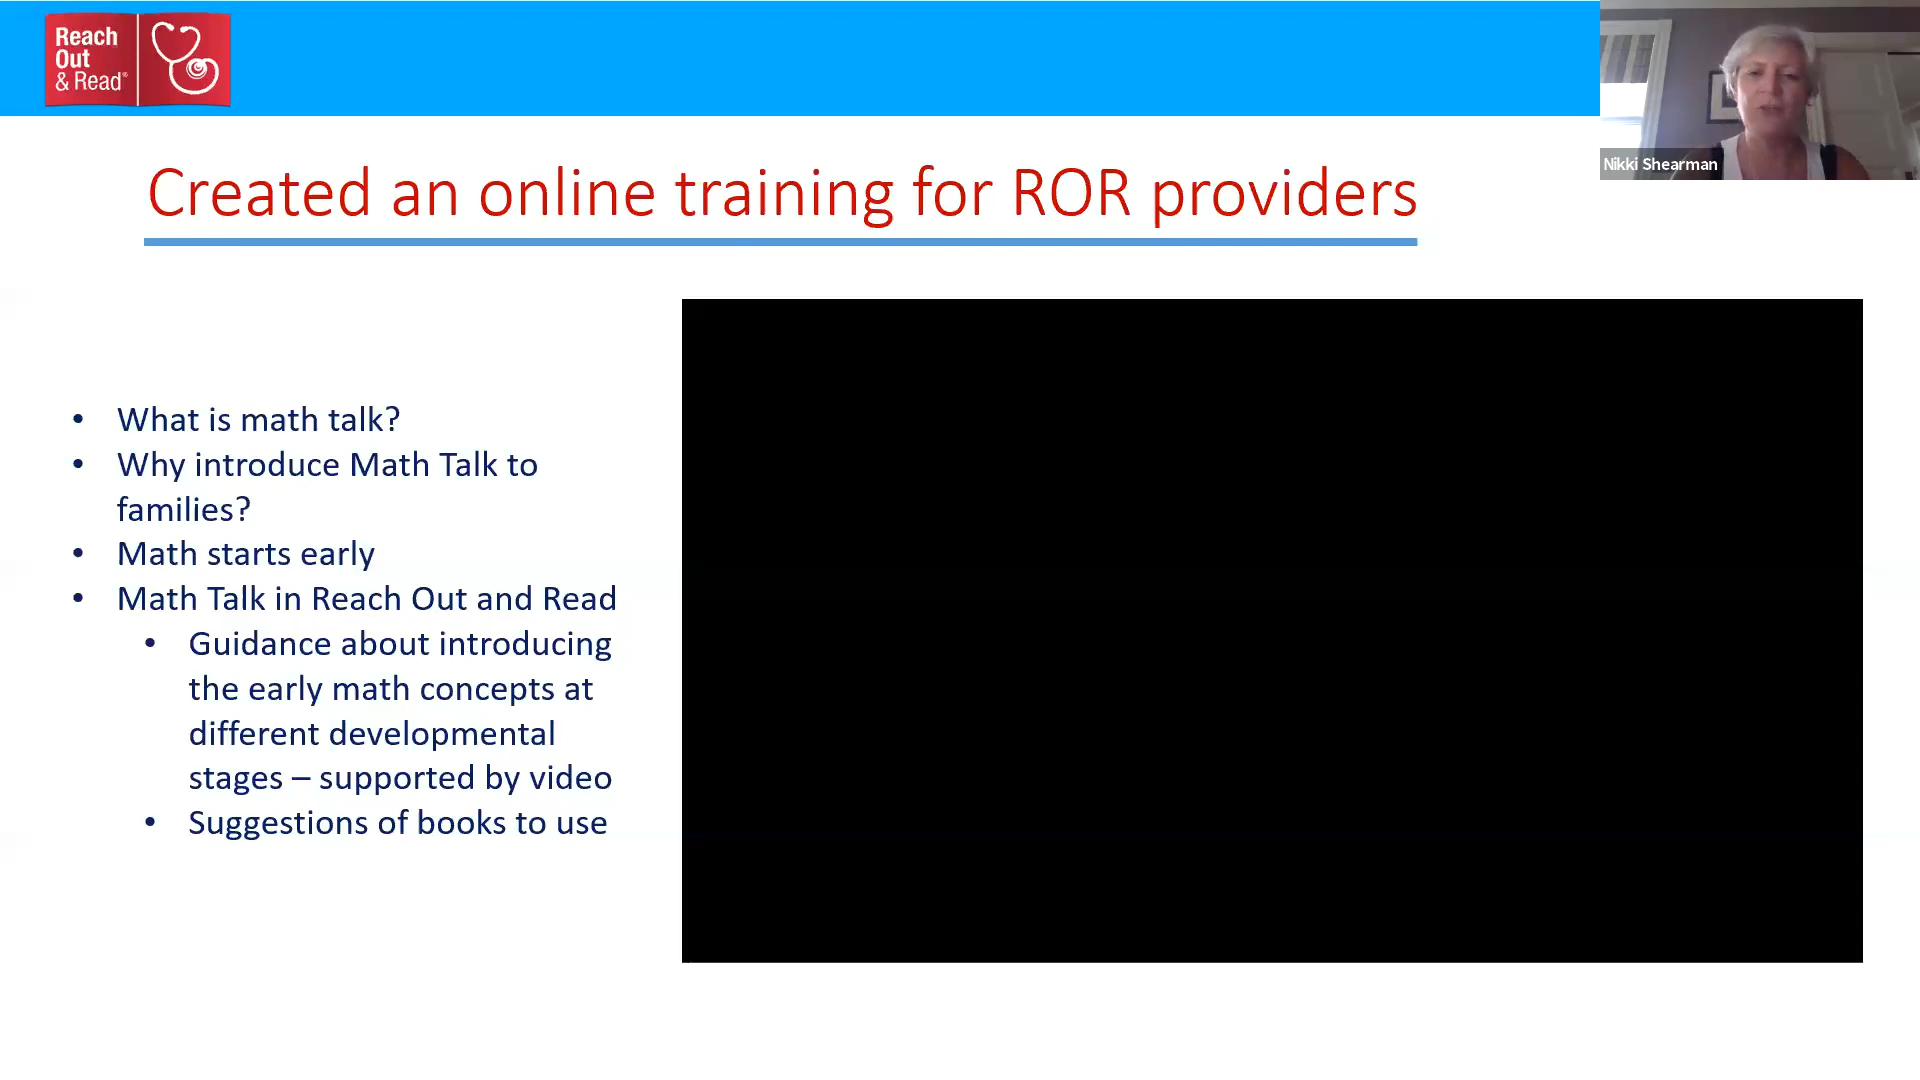 Reach
Out
& Read®
Nikki Shearman
Created an online training for ROR providers
• What is math talk?
• Why introduce Math Talk to
families?
• Math starts early
• Math Talk in Reach Out and Read
• Guidance about introducing
the early math concepts at
different developmental
stages – supported by video
• Suggestions of books to use